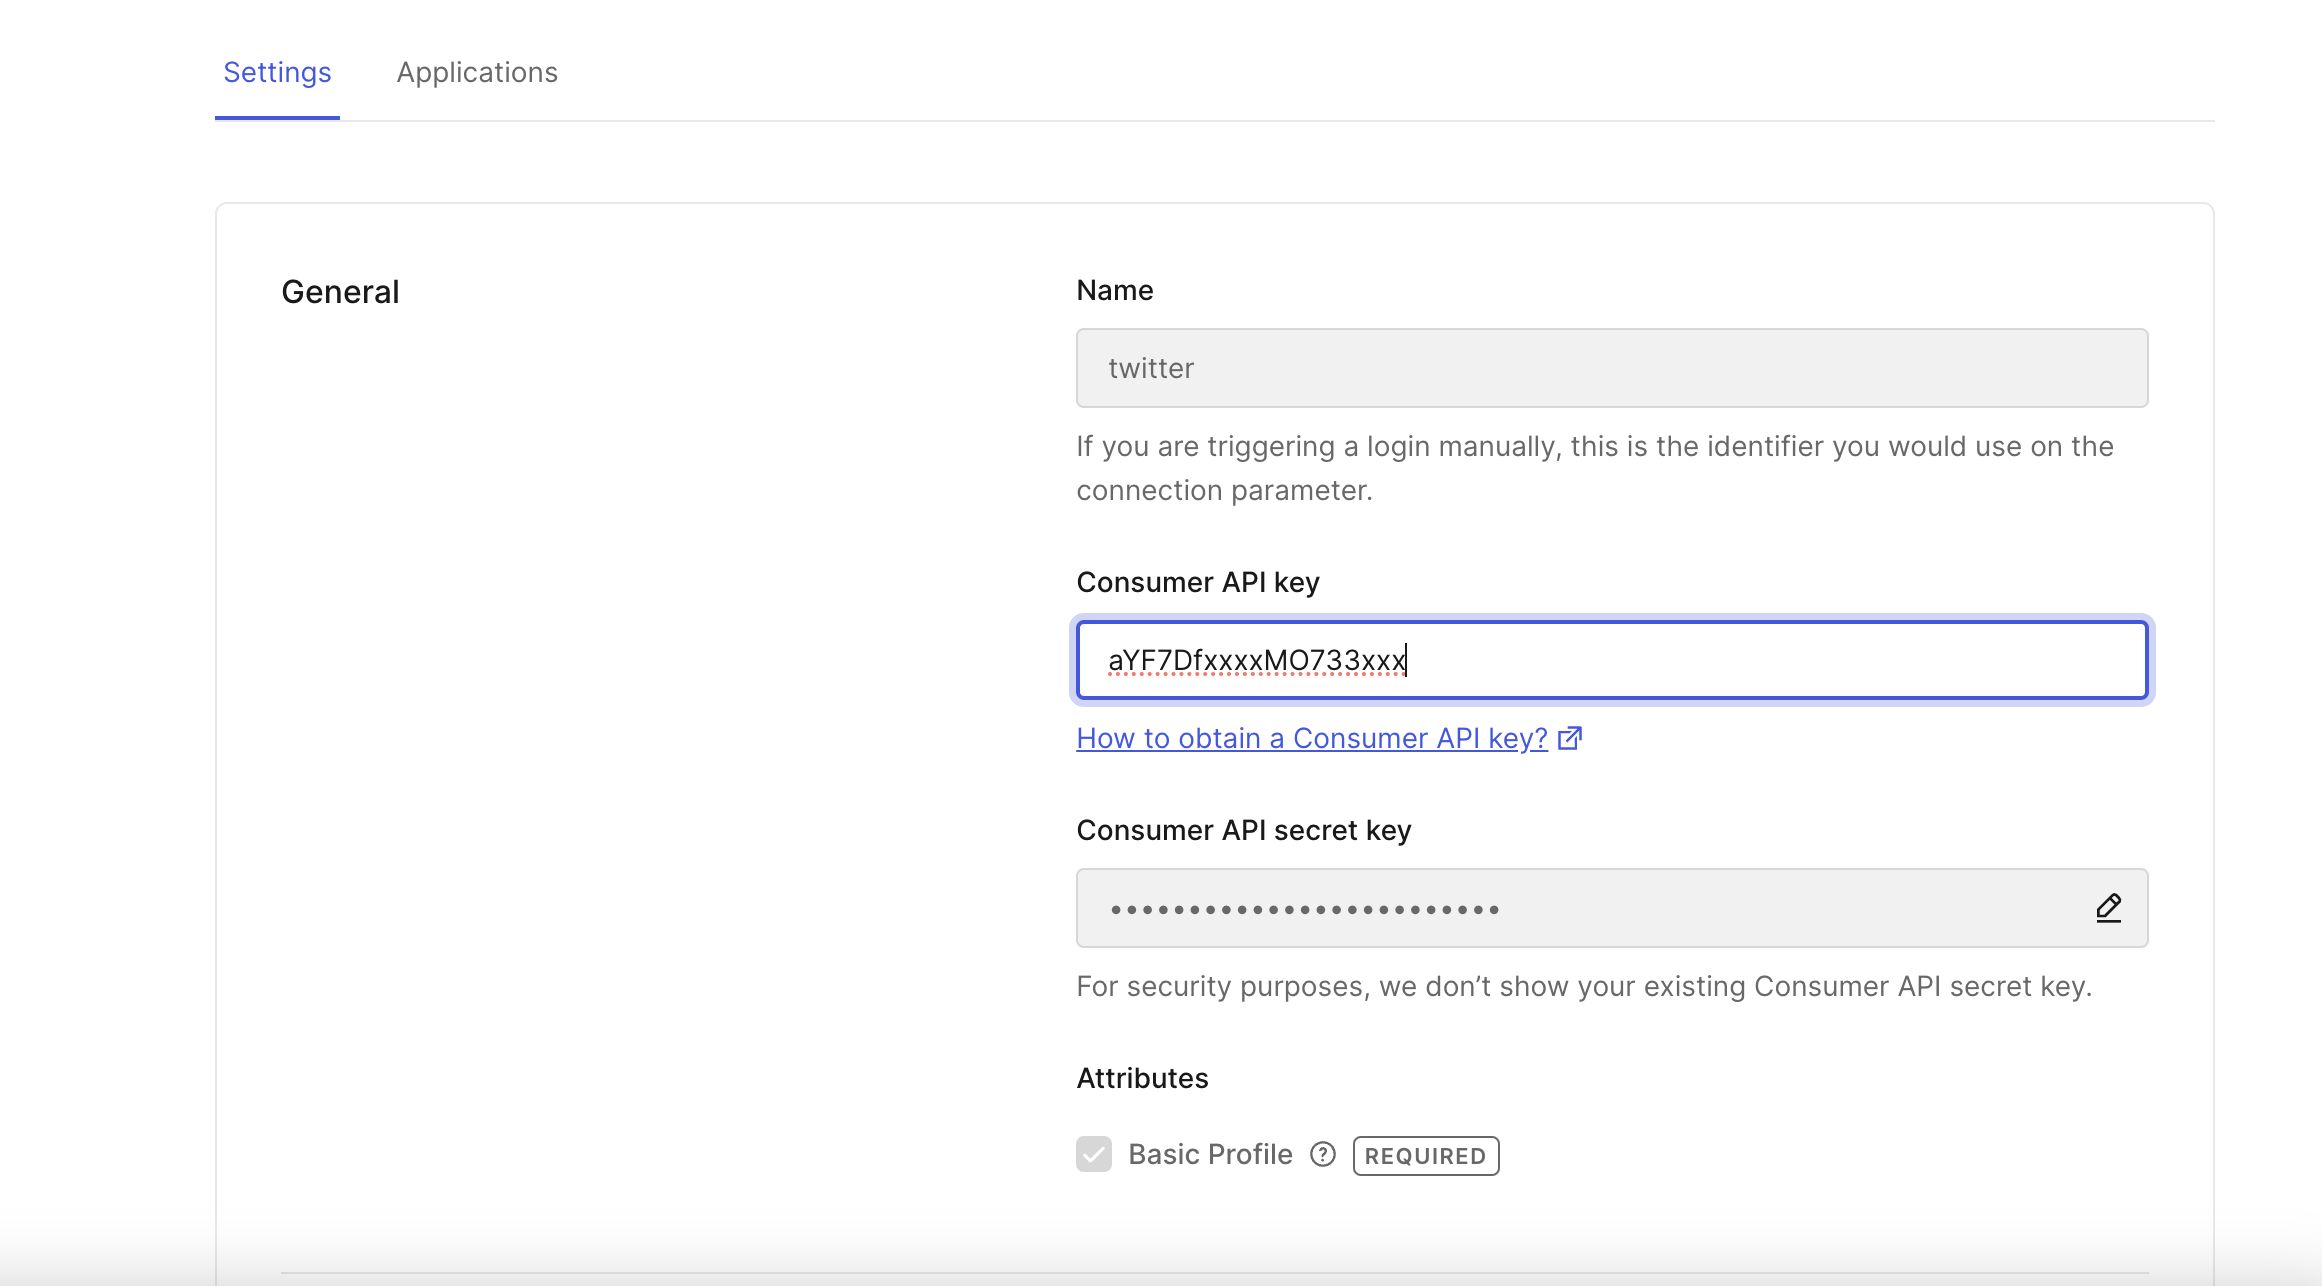 Settings
Applications
General
Name
twitter
If you are triggering a login manually, this is the identifier you would use on the
connection parameter.
Consumer API key
aYF7DfxxxxMO733xxx
How to obtain a Consumer API key?
Consumer API secret key
•••••••••••••••••••••••••
For security purposes, we don’t show your existing Consumer API secret key.
Attributes
Basic Profile
REQUIRED